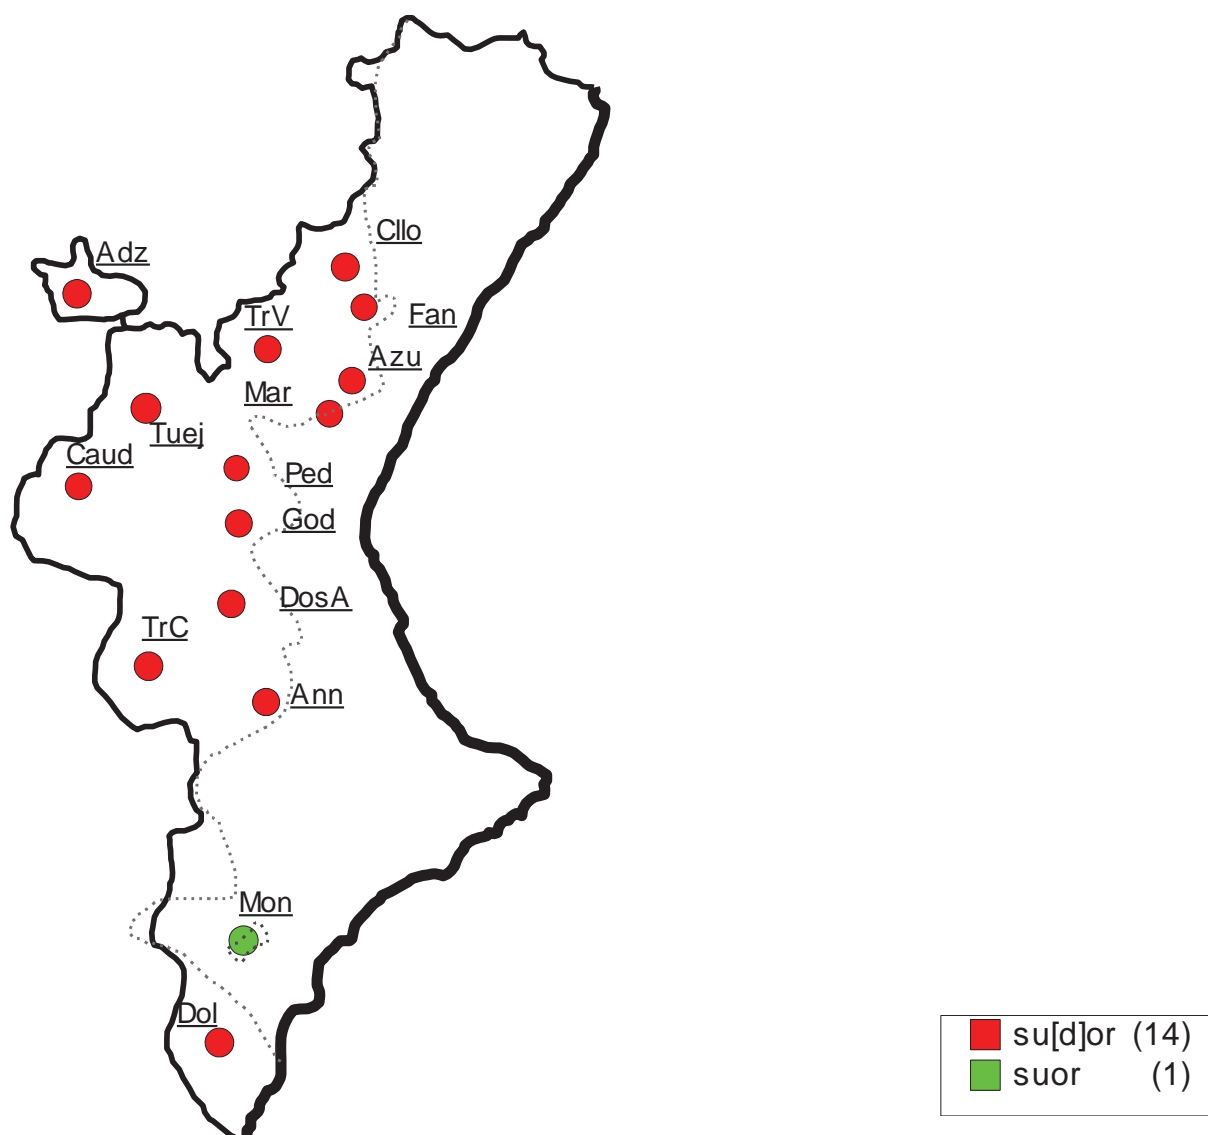 Cllo
Adz
Fan
TrV
Azu
Mar
Tuej
Caud
Ped
God
DosA
TrC
Ann
Mon
Dol
su[d]or (14)
suor (1)